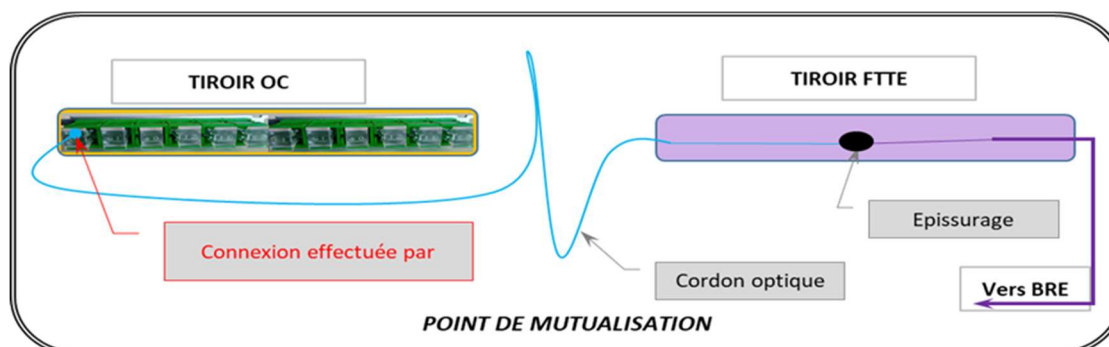 TIROIR OC
TIROIR FTTE
Epissurage
Connexion effectuée par
Cordon optique
Vers BRE
POINT DE MUTUALISATION